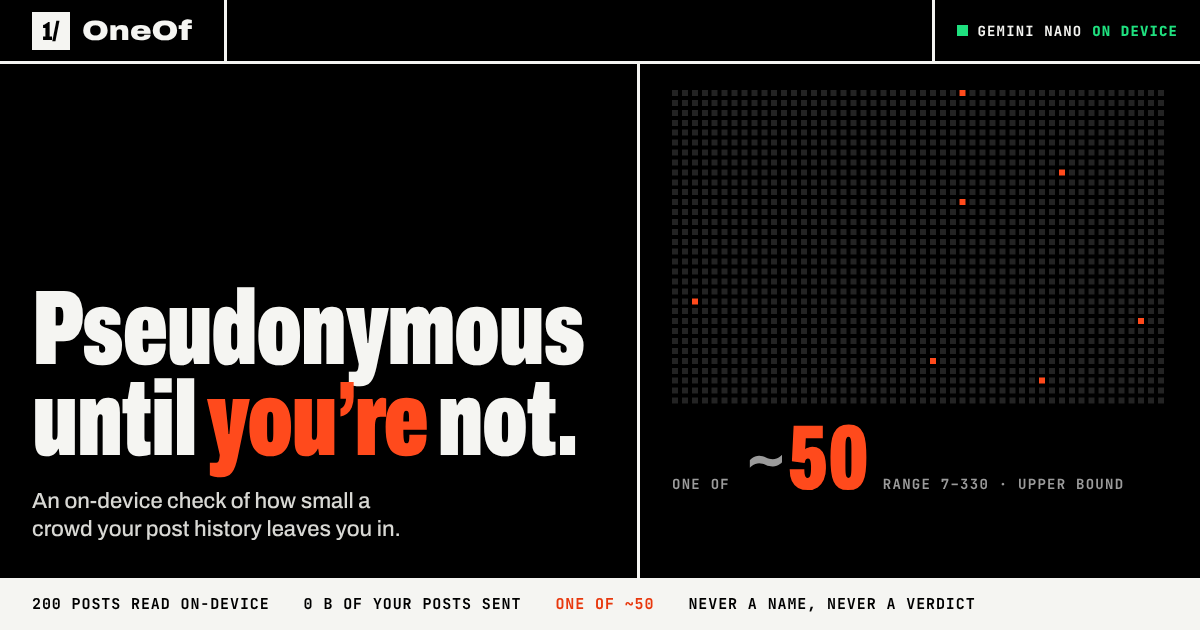 1/ OneOf
GEMINI NANO ON DEVICE
Pseudonymous
until you’re not.
An on-device check of how small a
crowd your post history leaves you in.
ONE OF ~50 RANGE 7–330 · UPPER BOUND
200 POSTS READ ON-DEVICE 0 B OF YOUR POSTS SENT ONE OF ~50 NEVER A NAME, NEVER A VERDICT